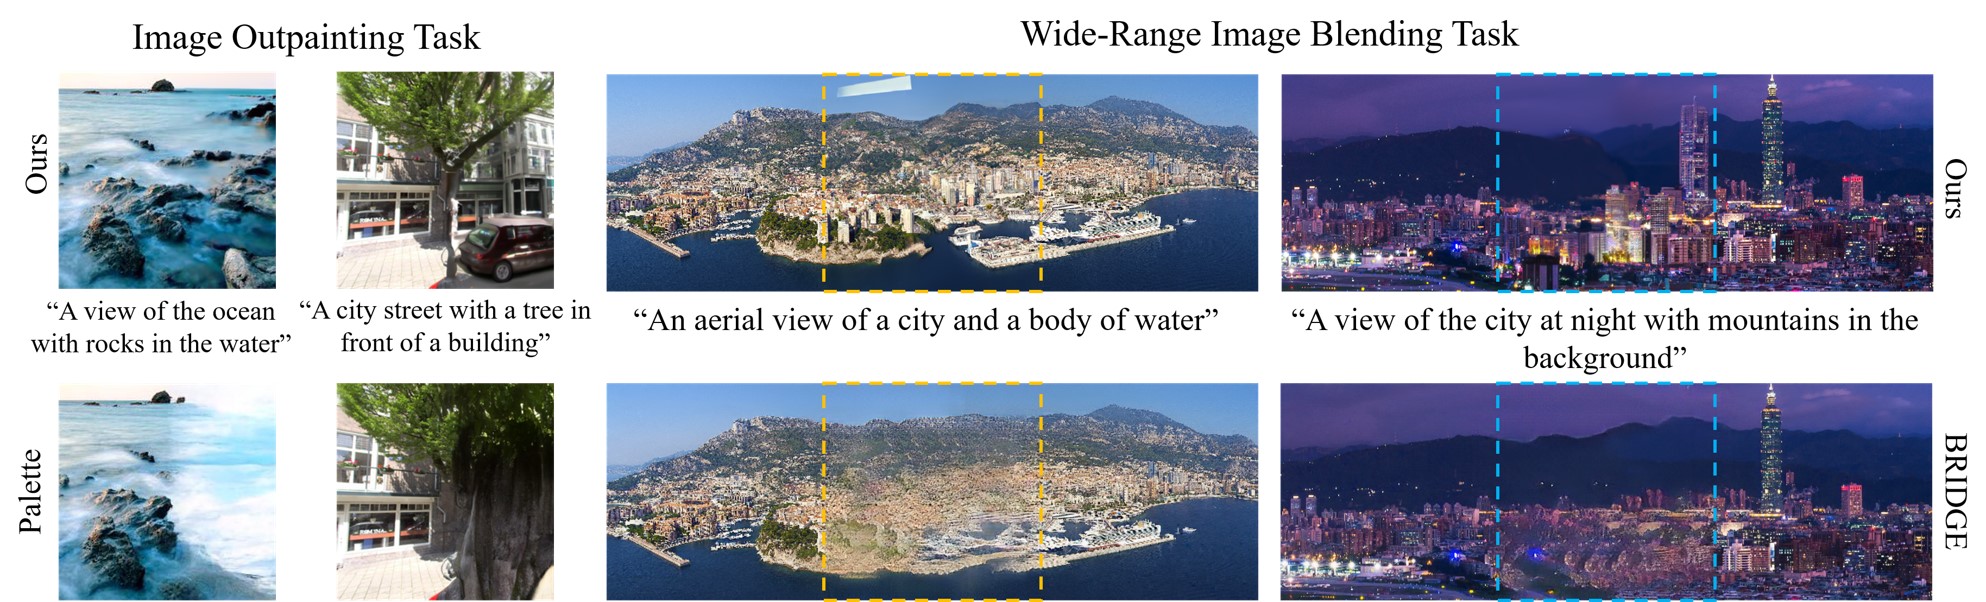 Image Outpainting Task
Wide-Range Image Blending Task
Ours
Ours
“A view of the ocean
with rocks in the water”
“A city street with a tree in
front of a building”
“An aerial view of a city and a body of water”
“A view of the city at night with mountains in the
background”
Palette
BRIDGE